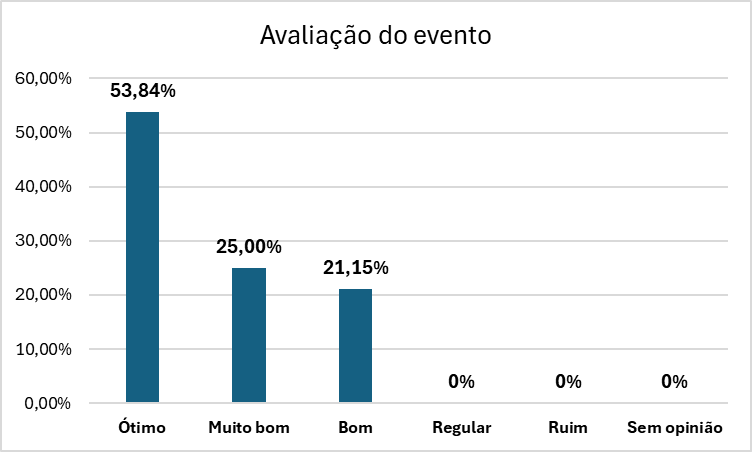 Avaliação do evento
60,00%
50,00%
40,00%
30,00%
20,00%
10,00%
0,00%
53,84%
25,00%
21,15%
0%
0%
0%
Ótimo
Muito bom
Bom
Regular
Ruim
Sem opinião